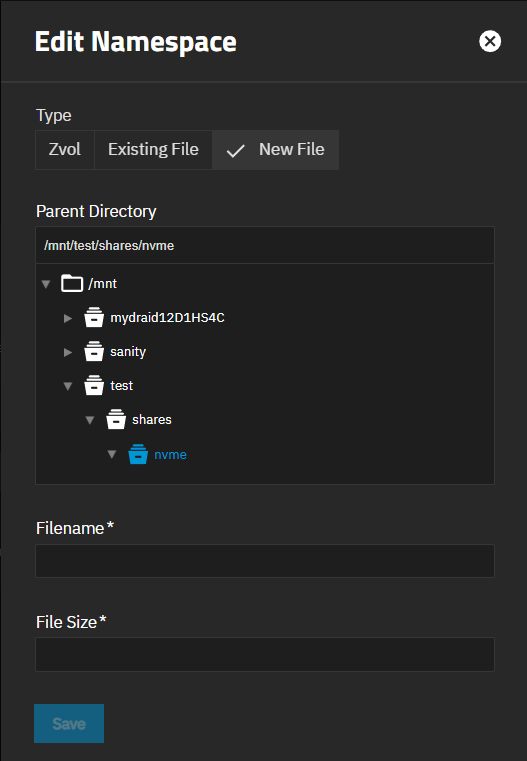 Edit Namespace
Type
Zvol Existing File New File
Parent Directory
/mnt/test/shares/nvme
/mnt
mydraid12D1HS4C
sanity
test
shares
nvme
Filename*
File Size*
Save